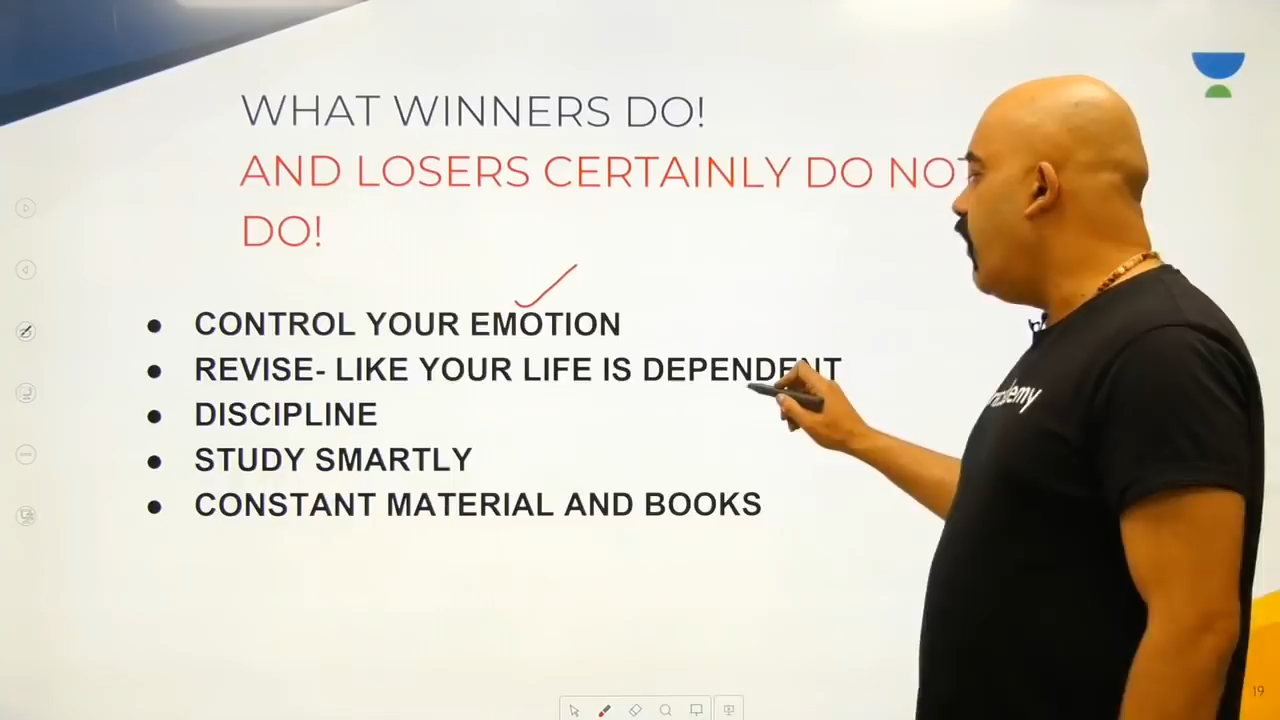 WHAT WINNERS DO!
AND LOSERS CERTAINLY DO NOT
DO!
CONTROL YOUR EMOTION
REVISE- LIKE YOUR LIFE IS DEPENDENT
DISCIPLINE
STUDY SMARTLY
CONSTANT MATERIAL AND BOOKS
19